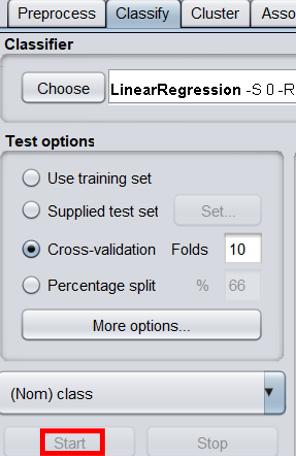 Preprocess Classify Cluster Asso
Classifier
Choose LinearRegression -S 0 -R
Test options
Use training set
Supplied test set Set...
Cross-validation Folds 10
Percentage split % 66
More options...
(Nom) class
Start Stop